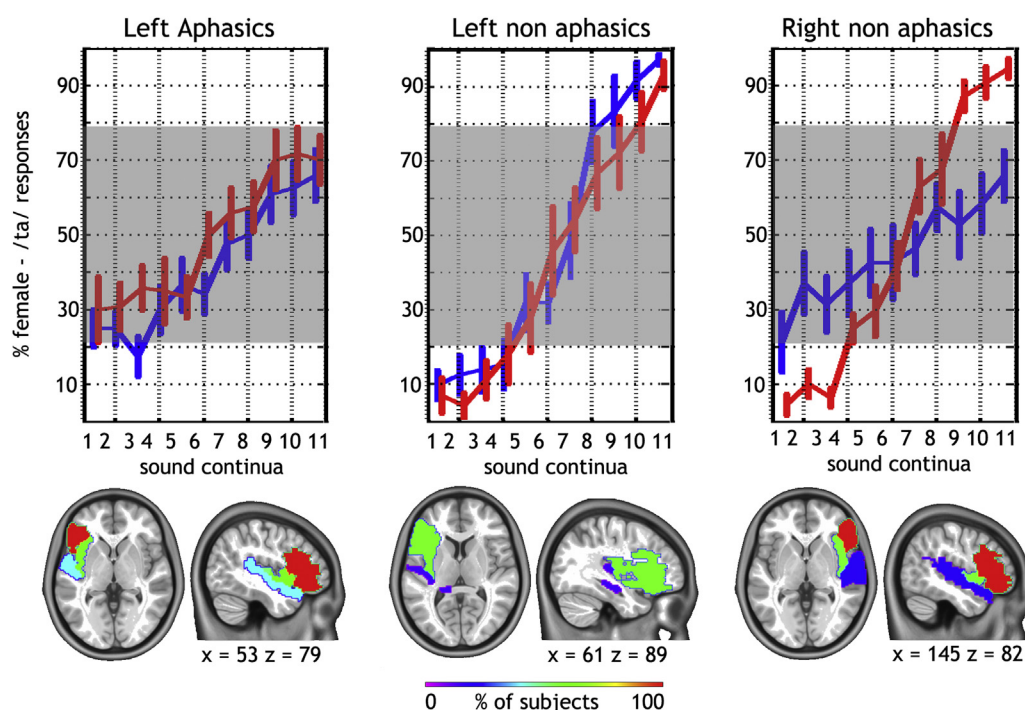 Left Aphasics
Left non aphasics
Right non aphasics
% female - /ta/ responses
90
70
50
30
10
1 2 3 4 5 6 7 8 9 10 11
sound continua
90
70
50
30
10
1 2 3 4 5 6 7 8 9 10 11
sound continua
90
70
50
30
10
1 2 3 4 5 6 7 8 9 10 11
sound continua
x = 53 z = 79
x = 61 z = 89
x = 145 z = 82
0 % of subjects 100